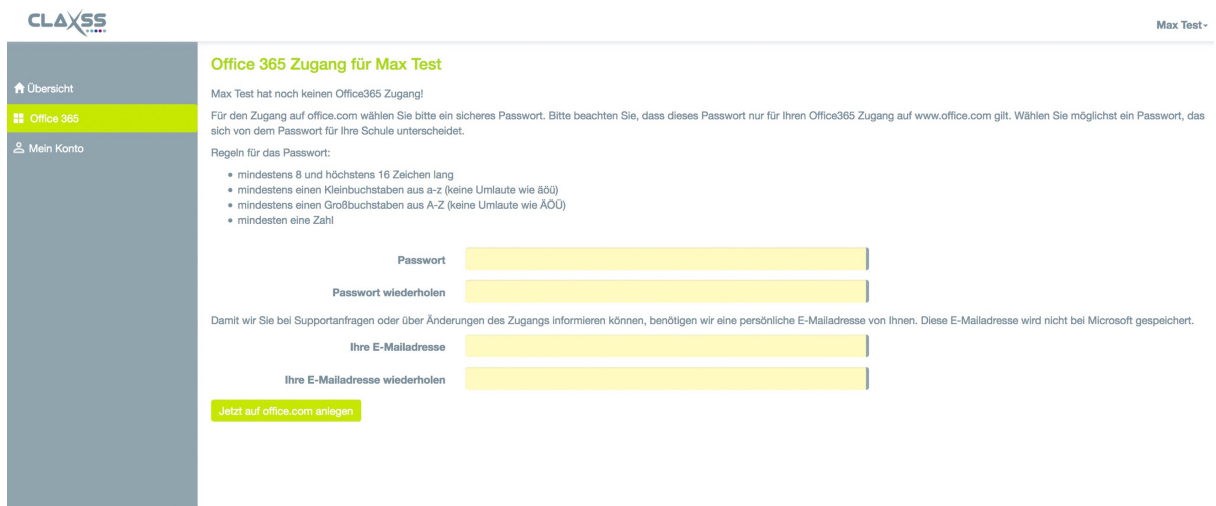 CLAXSS
Max Test
Übersicht
Office 365
Mein Konto
Office 365 Zugang für Max Test
Max Test hat noch keinen Office365 Zugang!
Für den Zugang auf office.com wählen Sie bitte ein sicheres Passwort. Bitte beachten Sie, dass dieses Passwort nur für Ihren Office365 Zugang auf www.office.com gilt. Wählen Sie möglichst ein Passwort, das
sich von dem Passwort für Ihre Schule unterscheidet.
Regeln für das Passwort:
• mindestens 8 und höchstens 16 Zeichen lang
• mindestens einen Kleinbuchstaben aus a-z (keine Umlaute wie äöü)
• mindestens einen Großbuchstaben aus A-Z (keine Umlaute wie ÄÖÜ)
• mindesten eine Zahl
Passwort
Passwort wiederholen
Damit wir Sie bei Supportanfragen oder über Änderungen des Zugangs informieren können, benötigen wir eine persönliche E-Mailadresse von Ihnen. Diese E-Mailadresse wird nicht bei Microsoft gespeichert.
Ihre E-Mailadresse
Ihre E-Mailadresse wiederholen
Jetzt auf office.com anlegen